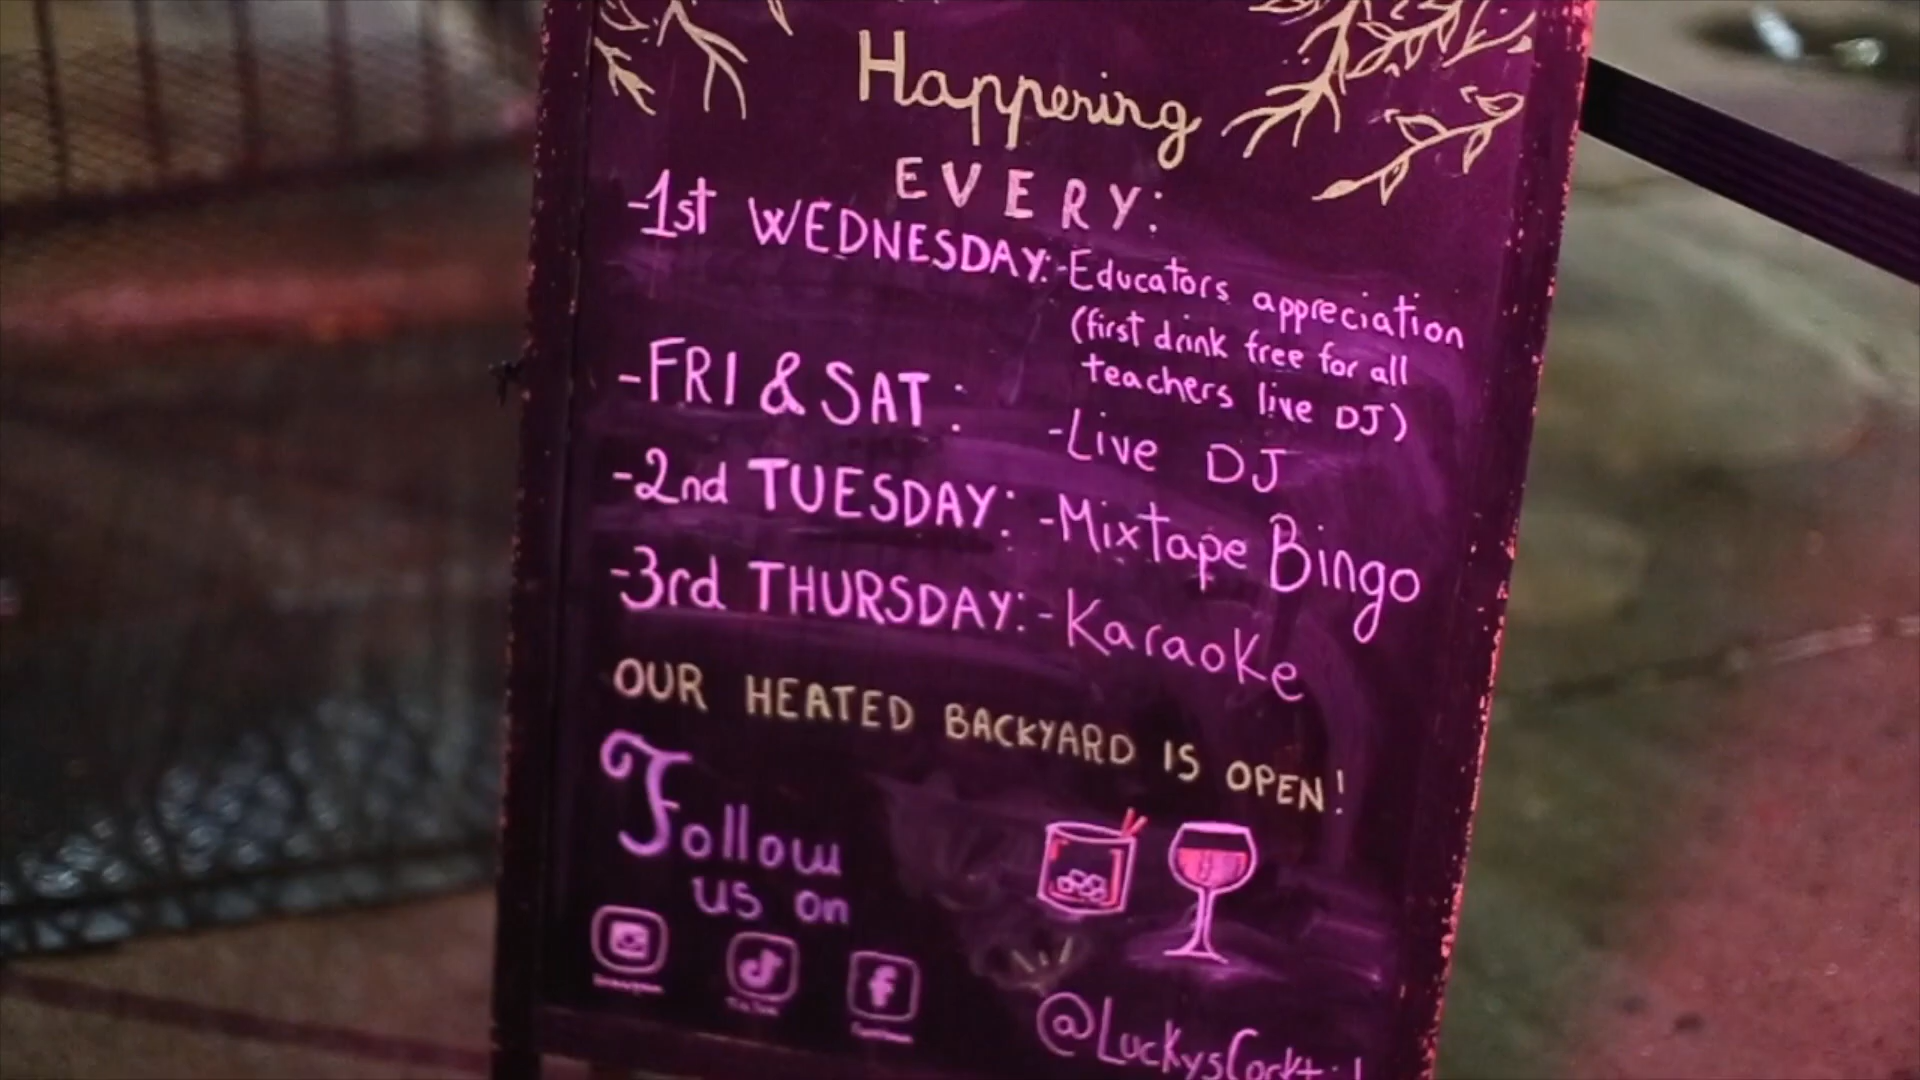 Happening
EVERY:
-1st WEDNESDAY:-Educators appreciation
(first drink free for all
teachers live DJ)
-FRI & SAT: -Live DJ
-2nd TUESDAY: -Mixtape Bingo
-3rd THURSDAY: -Karaoke
OUR HEATED BACKYARD IS OPEN!
Follow
us on
TikTok